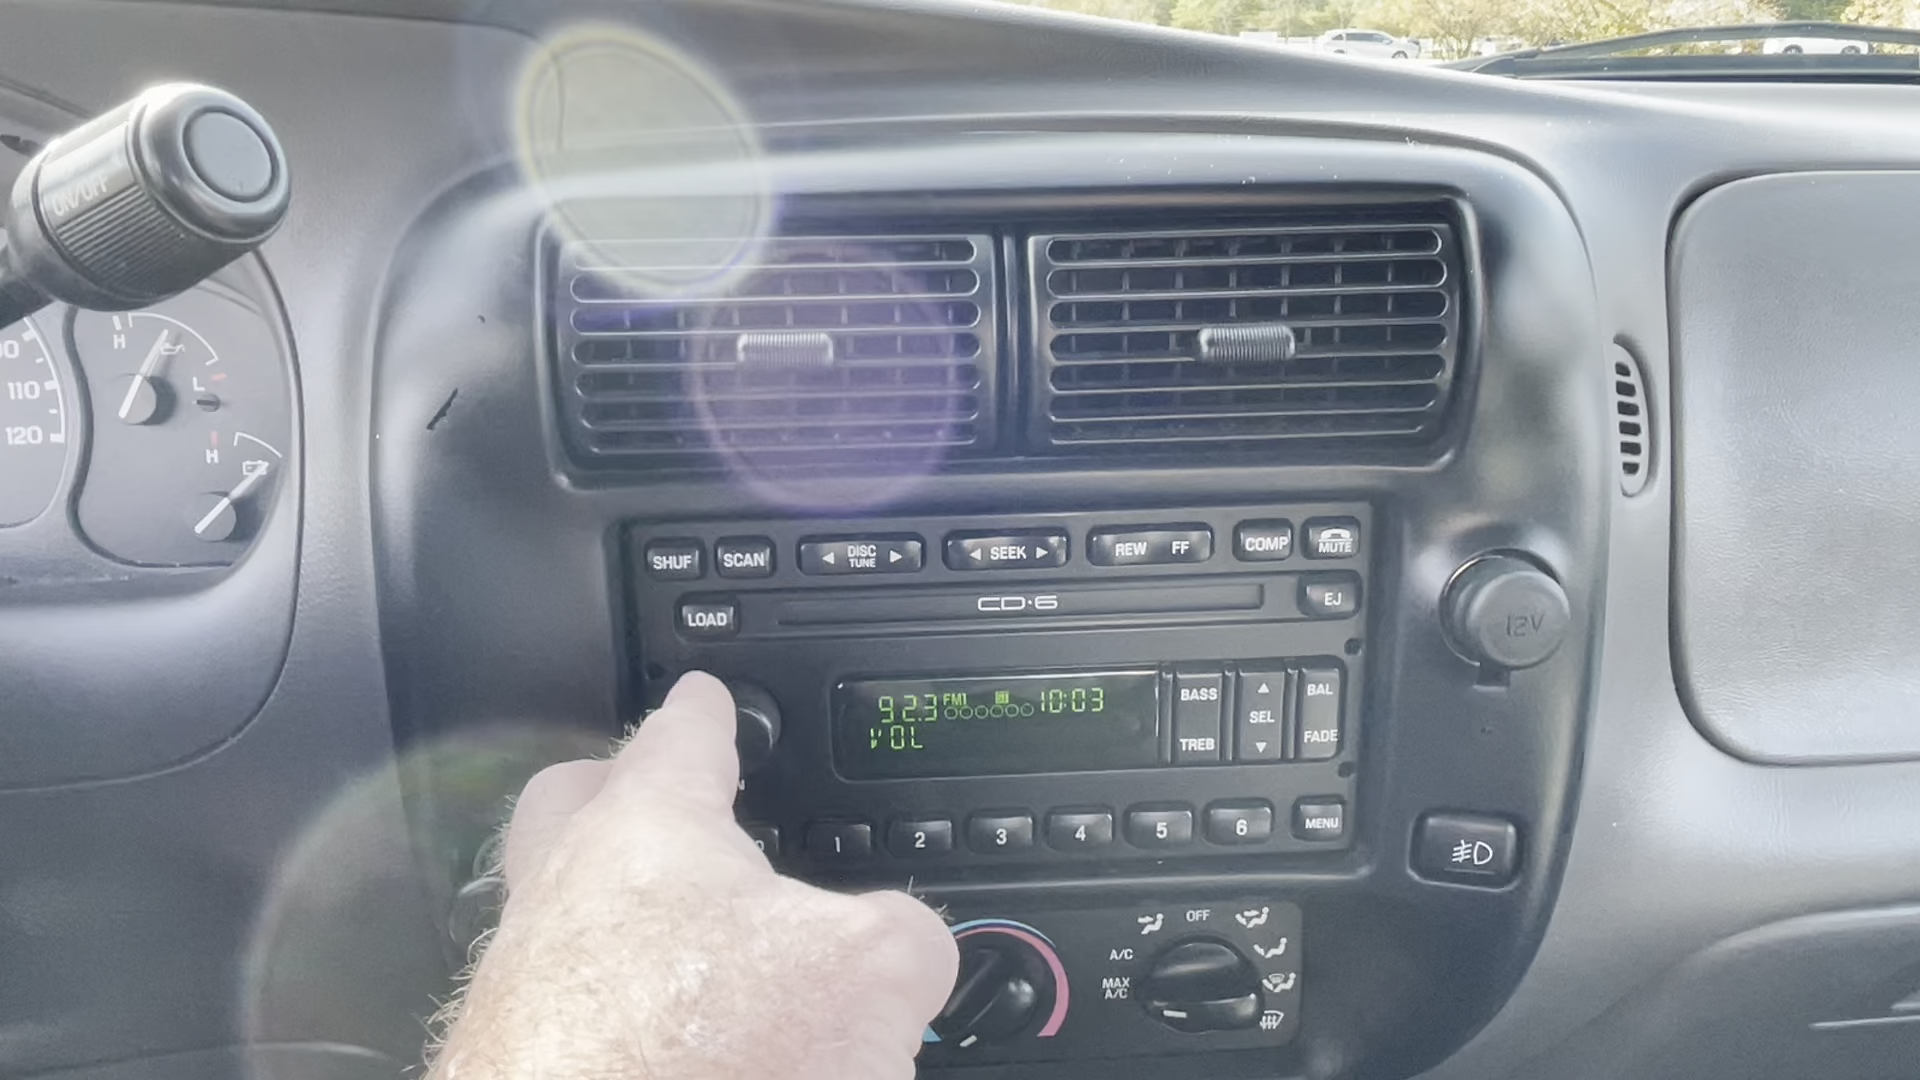 ON/OFF
H
110
L
120
H
SHUF
SCAN
DISC
TUNE
SEEK
REW FF
COMP
MUTE
LOAD
CD·6
EJ
12V
92.3 FM1 10:03
VOL
BASS
TREB
SEL
BAL
FADE
1
2
3
4
5
6
MENU
OFF
A/C
MAX
A/C